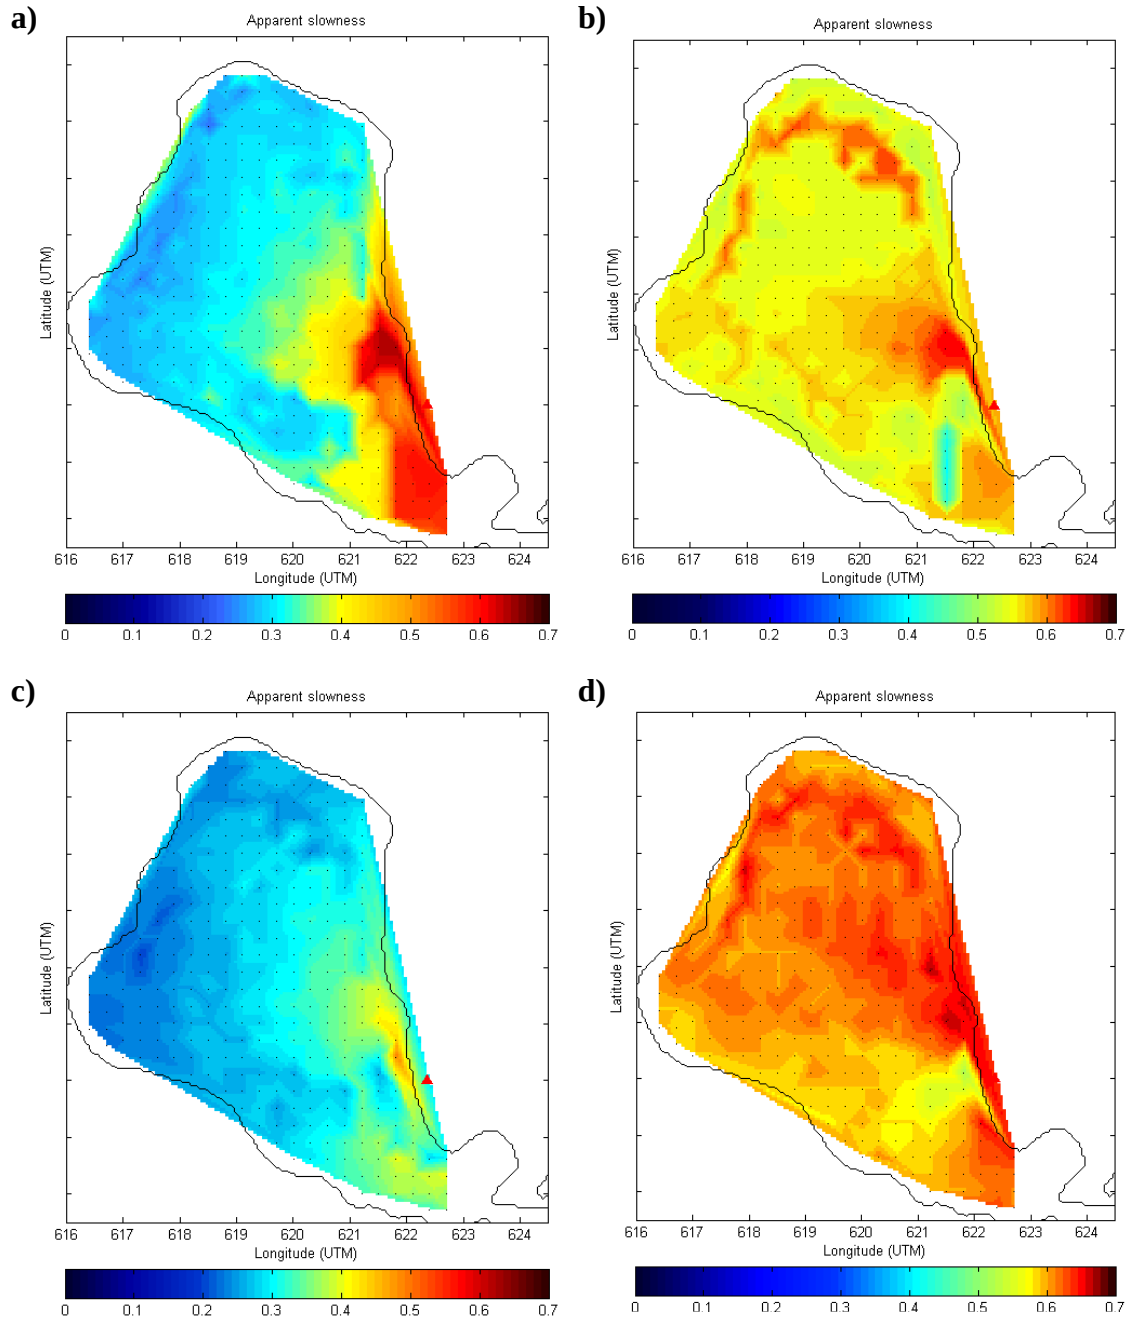 a)
Apparent slowness
Latitude (UTM)
616 617 618 619 620 621 622 623 624
Longitude (UTM)
0 0.1 0.2 0.3 0.4 0.5 0.6 0.7
b)
Apparent slowness
Latitude (UTM)
616 617 618 619 620 621 622 623 624
Longitude (UTM)
0 0.1 0.2 0.3 0.4 0.5 0.6 0.7
c)
Apparent slowness
Latitude (UTM)
616 617 618 619 620 621 622 623 624
Longitude (UTM)
0 0.1 0.2 0.3 0.4 0.5 0.6 0.7
d)
Apparent slowness
Latitude (UTM)
616 617 618 619 620 621 622 623 624
Longitude (UTM)
0 0.1 0.2 0.3 0.4 0.5 0.6 0.7